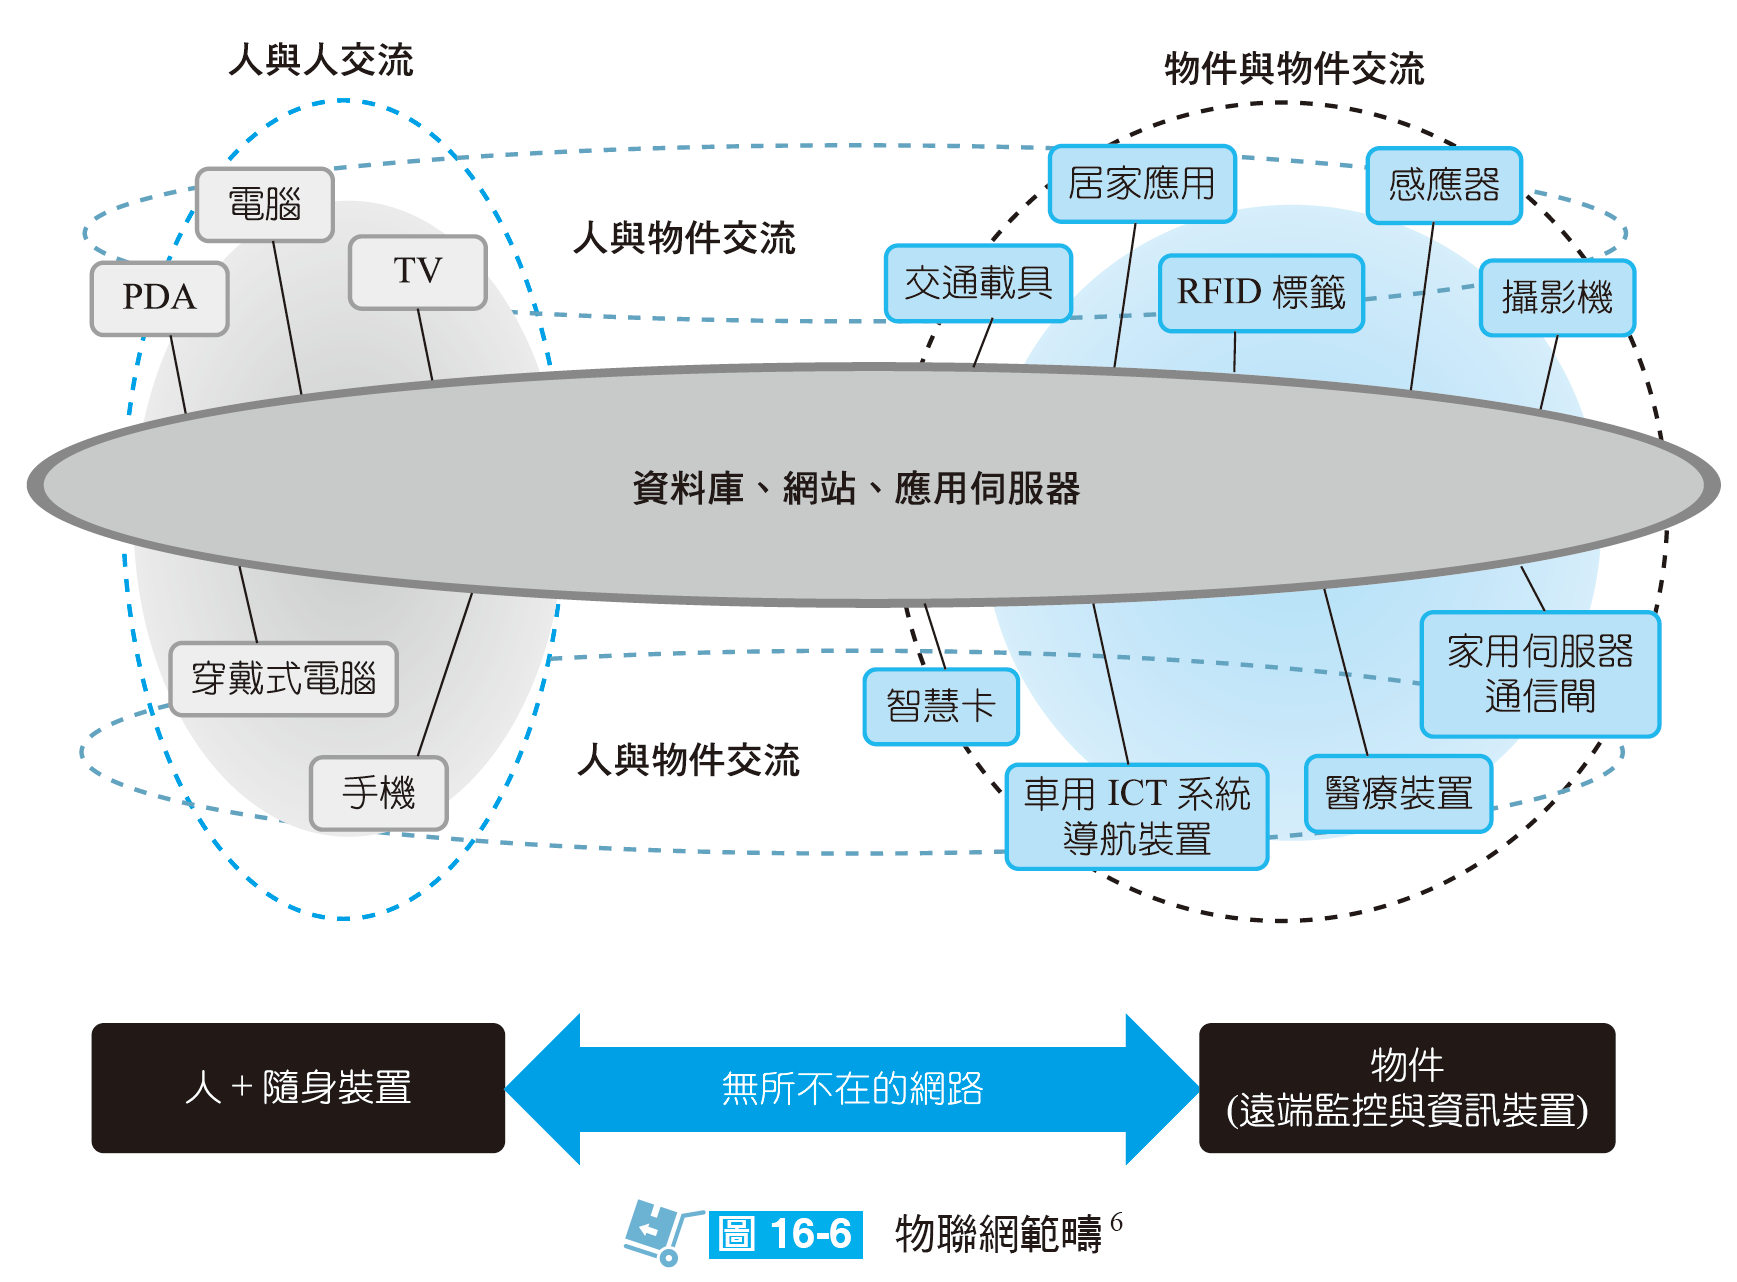 人與人交流
物件與物件交流
電腦
居家應用
感應器
人與物件交流
TV
PDA
交通載具
RFID 標籤
攝影機
資料庫、網站、應用伺服器
穿戴式電腦
智慧卡
家用伺服器
通信閘
人與物件交流
手機
車用 ICT 系統
導航裝置
醫療裝置
人 + 隨身裝置
無所不在的網路
物件
(遠端監控與資訊裝置)
圖 16-6 物聯網範疇 6